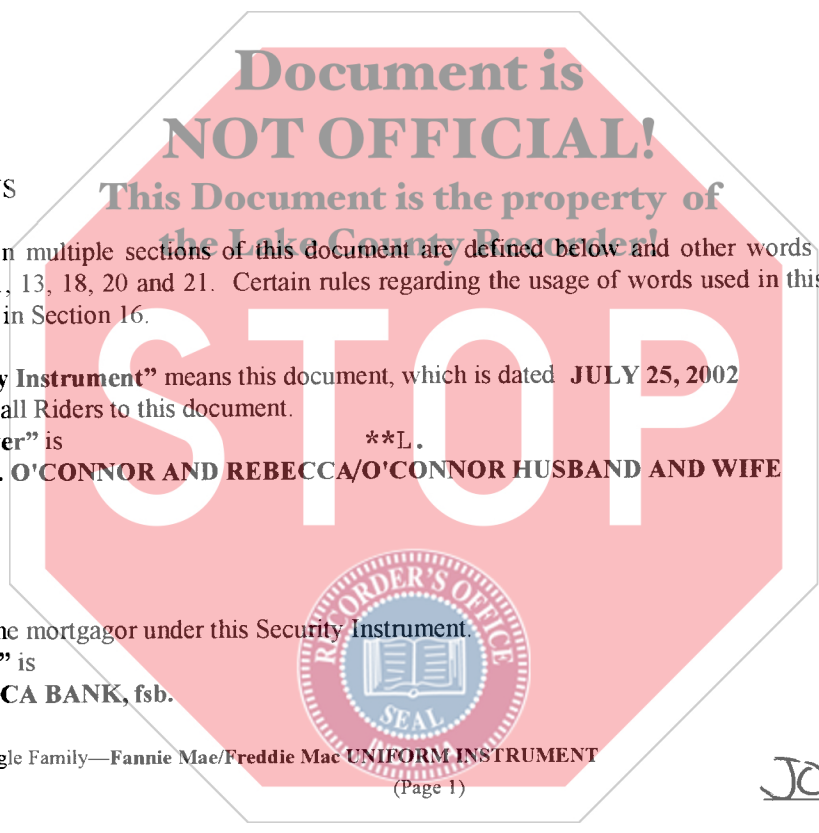 Document is
NOT OFFICIAL!
This Document is the property of
the Lake County Recorder!
STOP
n multiple sections of this document are defined below and other words
, 13, 18, 20 and 21. Certain rules regarding the usage of words used in this
in Section 16.
y Instrument” means this document, which is dated JULY 25, 2002
all Riders to this document.
er” is **L.
. O'CONNOR AND REBECCA/O'CONNOR HUSBAND AND WIFE
he mortgagor under this Security Instrument.
” is
CA BANK, fsb.
gle Family—Fannie Mae/Freddie Mac UNIFORM INSTRUMENT
(Page 1)
RECORDER'S OFFICE
SEAL